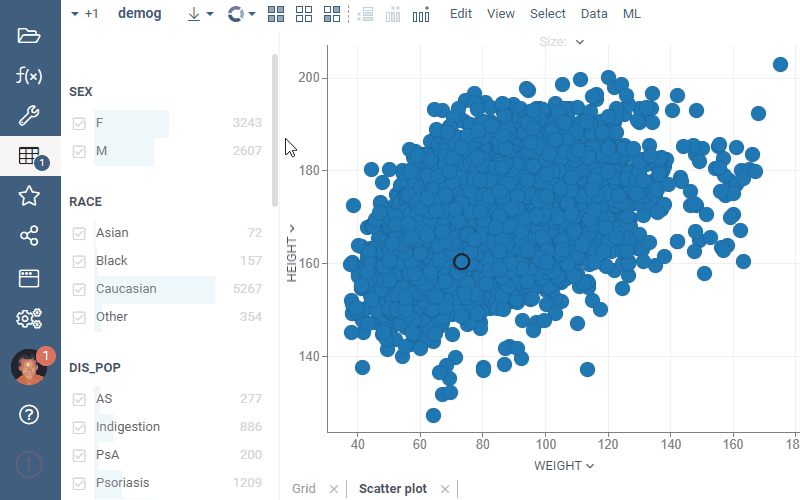 +1 demog Edit View Select Data ML
Size:
SEX
F 3243
M 2607
RACE
Asian 72
Black 157
Caucasian 5267
Other 354
DIS_POP
AS 277
Indigestion 886
PsA 200
Psoriasis 1209
f(x)
1
1
HEIGHT
200
180
160
140
40 60 80 100 120 140 160 18
WEIGHT
Grid Scatter plot